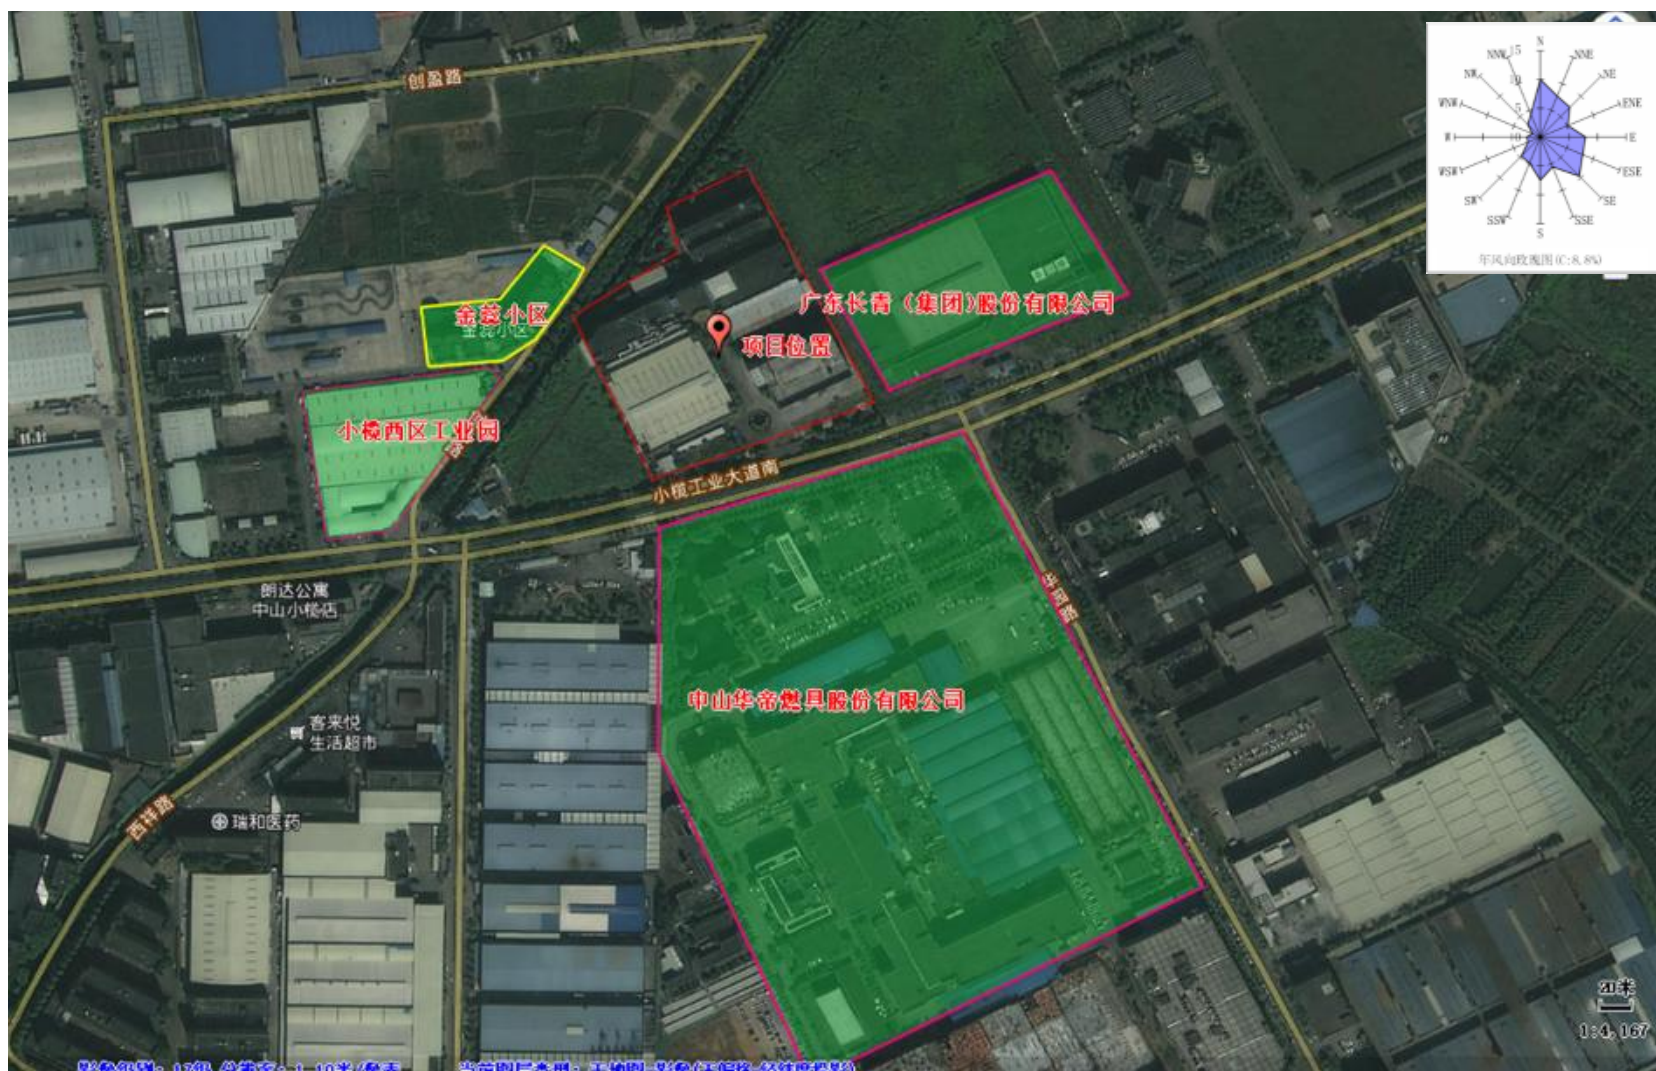 创盈路
N
NNE
NE
ENE
E
ESE
SE
SSE
S
SSW
SW
WSW
W
WNW
NW
NNW
15
10
5
年风向玫瑰图(C:8.8%)
金蕊小区
金蕊小区
广东长青（集团）股份有限公司
项目位置
小榄西区工业园
路
小榄工业大道南
朗达公寓
中山小榄店
华园路
中山华帝燃具股份有限公司
客来悦
生活超市
西祥路
瑞和医药
20米
1:4,167